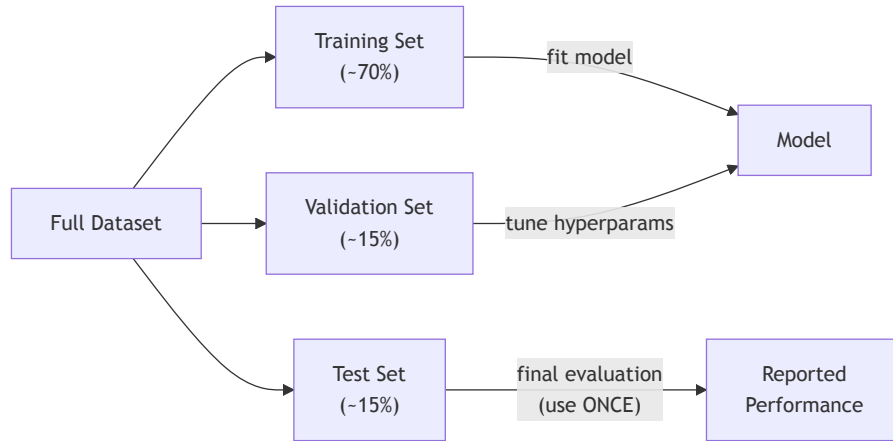 Training Set
(~70%)
fit model
Model
Full Dataset
Validation Set
(~15%)
tune hyperparams
Test Set
(~15%)
final evaluation
(use ONCE)
Reported
Performance